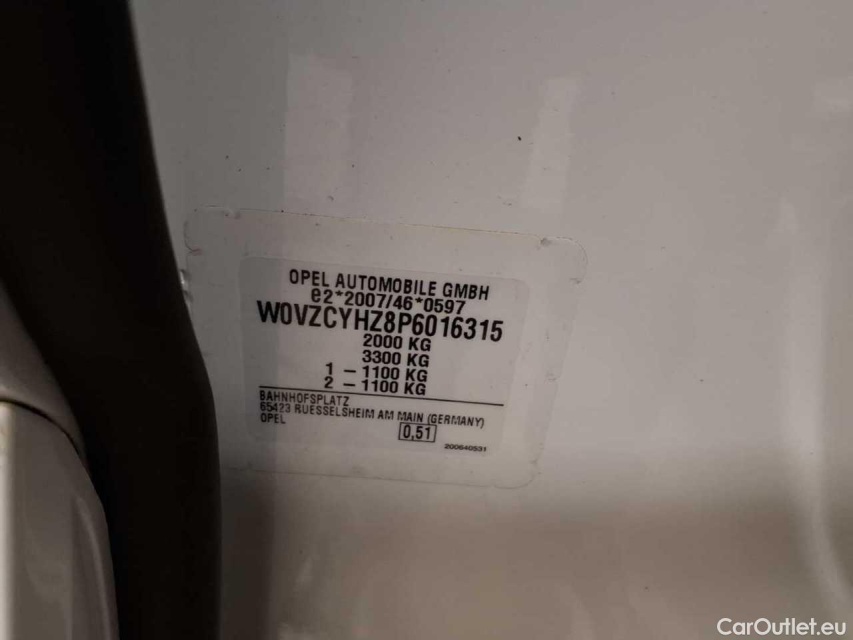 OPEL AUTOMOBILE GMBH
e2*2007/46*0597
W0VZCYHZ8P6016315
2000 KG
3300 KG
1 – 1100 KG
2 – 1100 KG
BAHNHOFSPLATZ
65423 RUESSELSHEIM AM MAIN (GERMANY)
OPEL
0,51
200640531
CarOutlet.eu